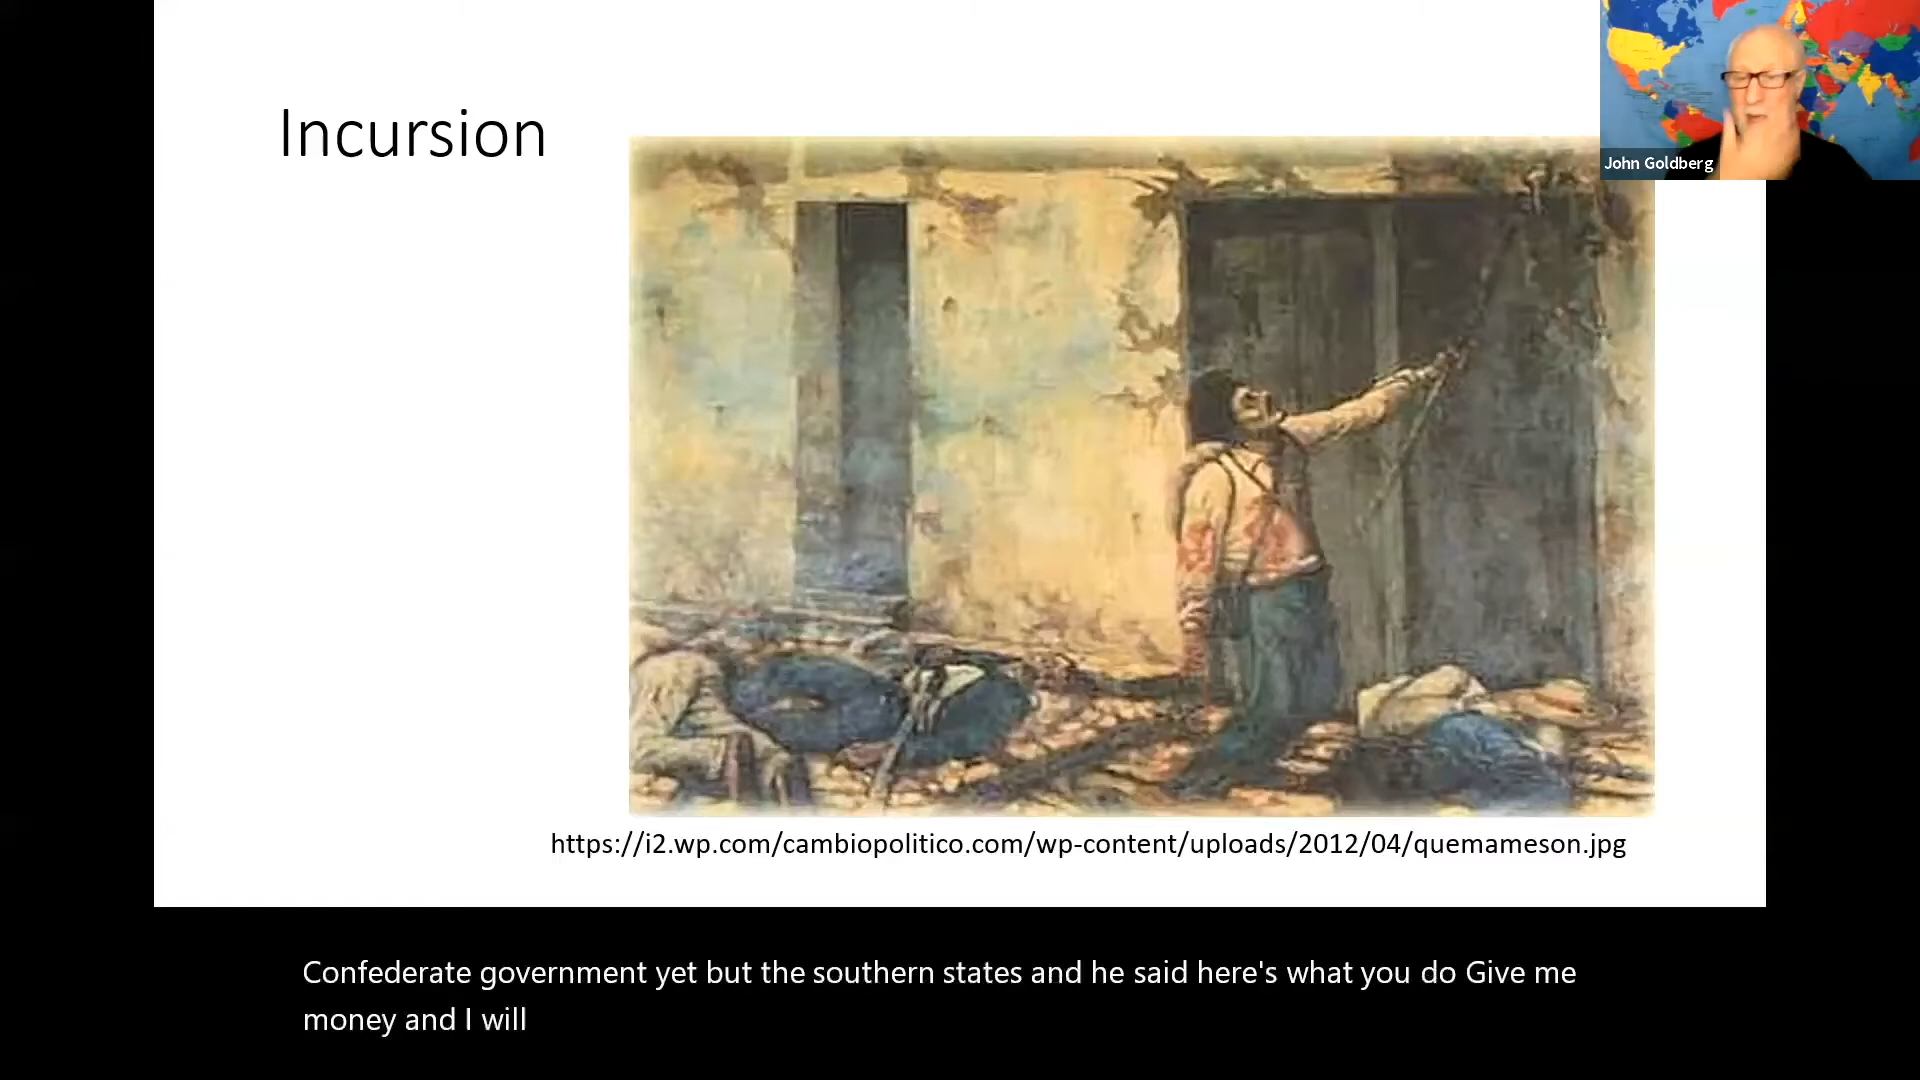 Incursion
John Goldberg
https://i2.wp.com/cambiopolitico.com/wp-content/uploads/2012/04/quemameson.jpg
Confederate government yet but the southern states and he said here's what you do Give me
money and I will